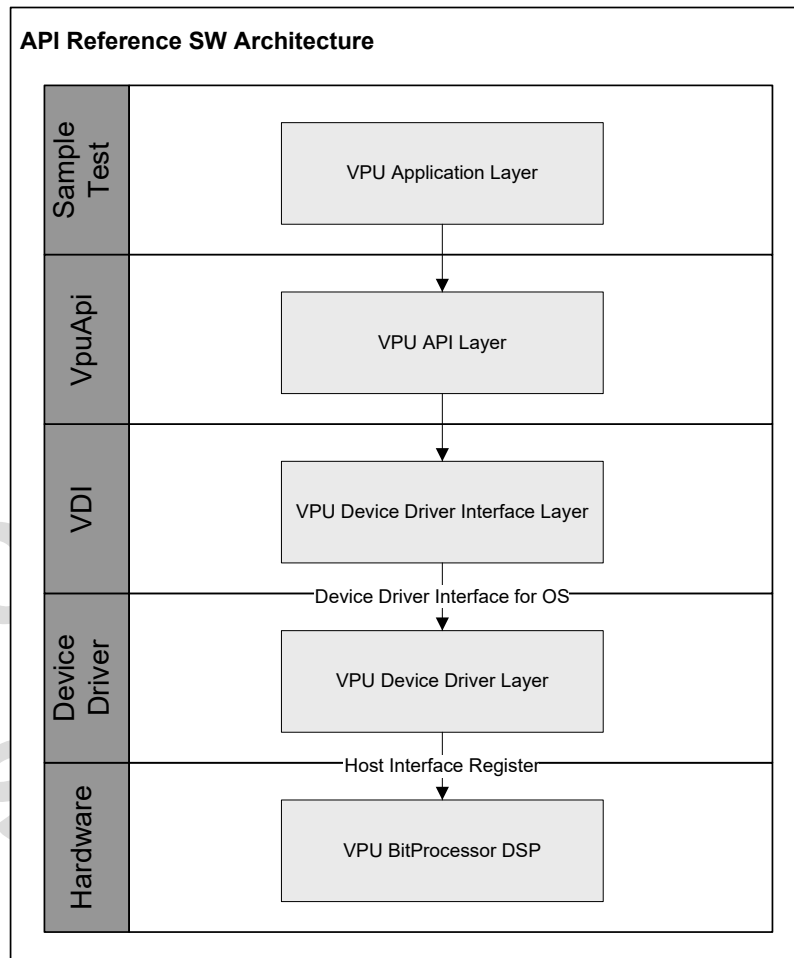 API Reference SW Architecture
Sample
Test
VPU Application Layer
VpuApi
VPU API Layer
VDI
VPU Device Driver Interface Layer
Device Driver Interface for OS
Device
Driver
VPU Device Driver Layer
Host Interface Register
Hardware
VPU BitProcessor DSP